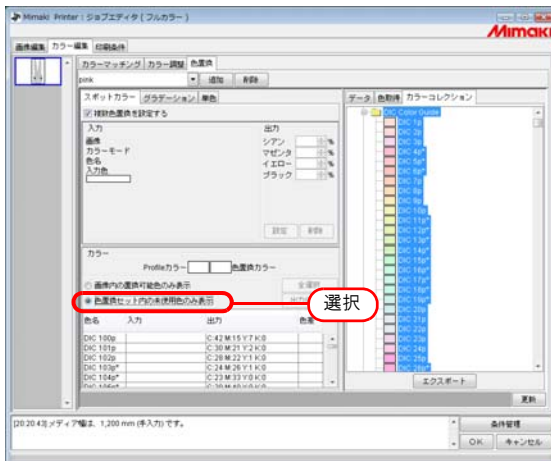 Mimaki Printer : ジョブエディタ ( フルカラー )
Mimaki
画像編集 カラー編集 印刷条件
カラーマッチング カラー調整 色置換
pink 追加 削除
スポットカラー グラデーション 単色
複数色置換を設定する
入力
画像
カラーモード
色名
入力色
出力
シアン %
マゼンタ %
イエロー %
ブラック %
設定 削除
カラー
Profileカラー 色置換カラー
画像内の置換可能色のみ表示 全選択
色置換セット内の未使用色のみ表示
選択
色名 入力 出力 色差
DIC 100p C:42 M:15 Y:7 K:0
DIC 101p C:30 M:21 Y:2 K:0
DIC 102p C:28 M:22 Y:1 K:0
DIC 103p* C:24 M:26 Y:1 K:0
DIC 104p* C:23 M:33 Y:0 K:0
データ 色取得 カラーコレクション
DIC Color Guide
DIC 1p
DIC 2p
DIC 3p
DIC 4p*
DIC 5p*
DIC 6p*
DIC 7p
DIC 8p
DIC 9p
DIC 10p
DIC 11p*
DIC 12p*
DIC 13p*
DIC 14p*
DIC 15p*
DIC 16p*
DIC 17p*
DIC 18p*
DIC 19p*
DIC 20p
DIC 21p
DIC 22p
DIC 23p
DIC 24p
DIC 25p
DIC 26p*
エクスポート
更新
[20:20:43] メディア幅は、1,200 mm (手入力) です。
条件管理
OK キャンセル